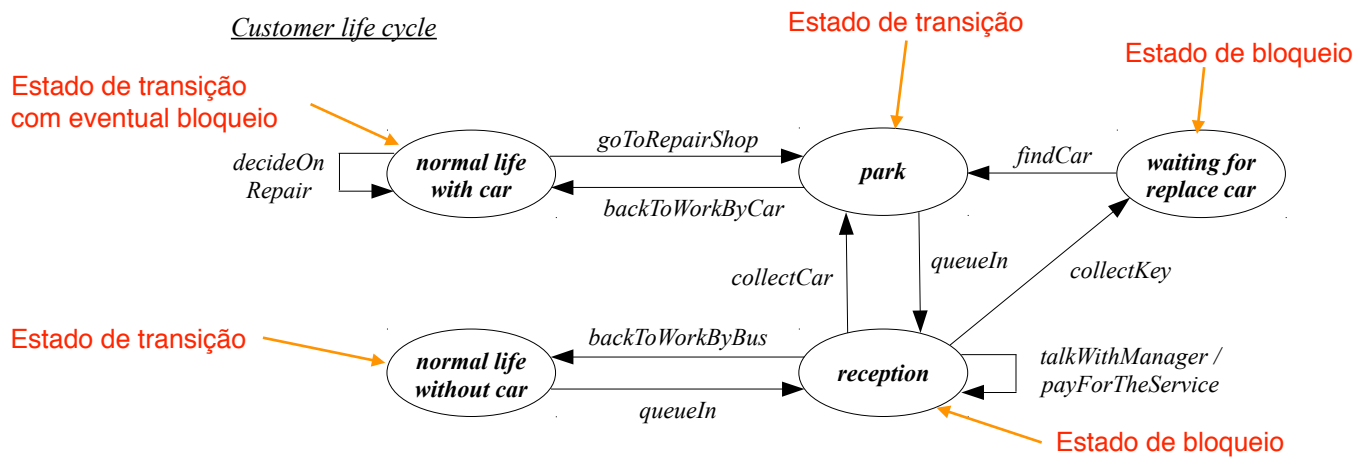 Customer life cycle
Estado de transição
Estado de bloqueio
Estado de transição
com eventual bloqueio
decideOn
Repair
normal life
with car
goToRepairShop
backToWorkByCar
park
findCar
waiting for
replace car
collectCar
queueIn
collectKey
Estado de transição
normal life
without car
backToWorkByBus
queueIn
reception
talkWithManager /
payForTheService
Estado de bloqueio